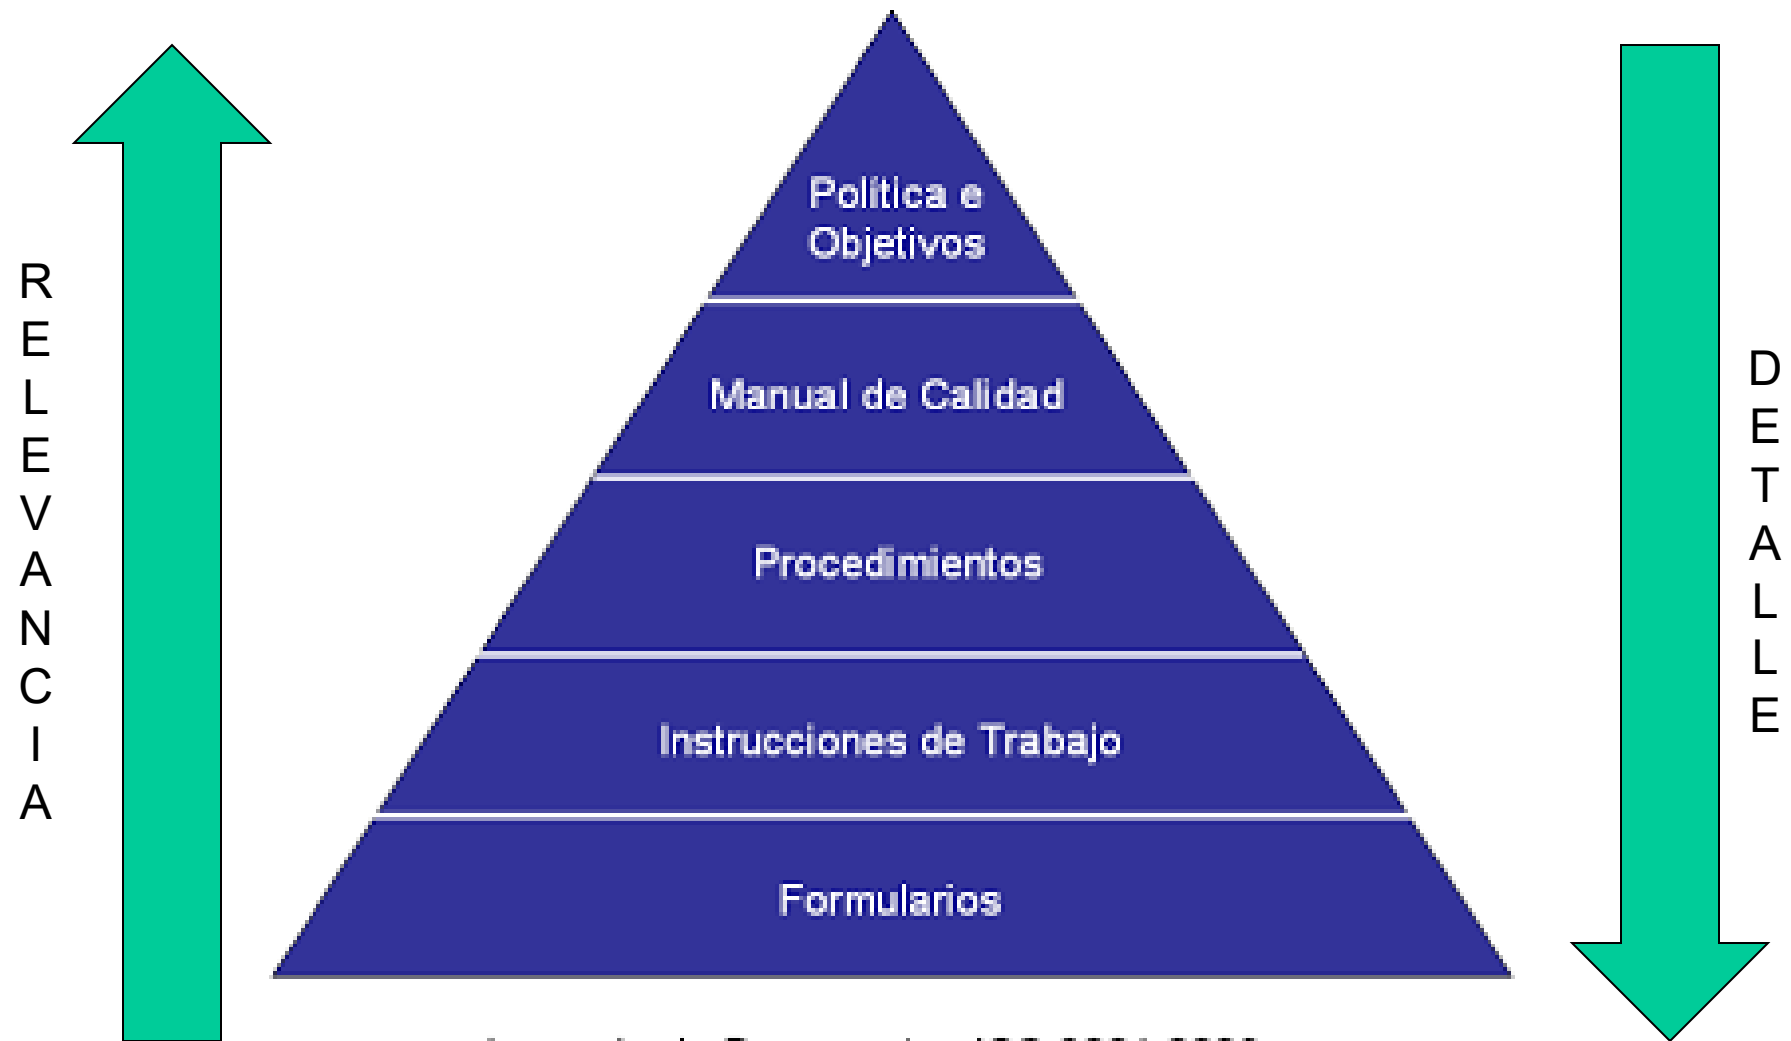 RELEVANCIA
Política e
Objetivos
Manual de Calidad
Procedimientos
Instrucciones de Trabajo
Formularios
DETALLE